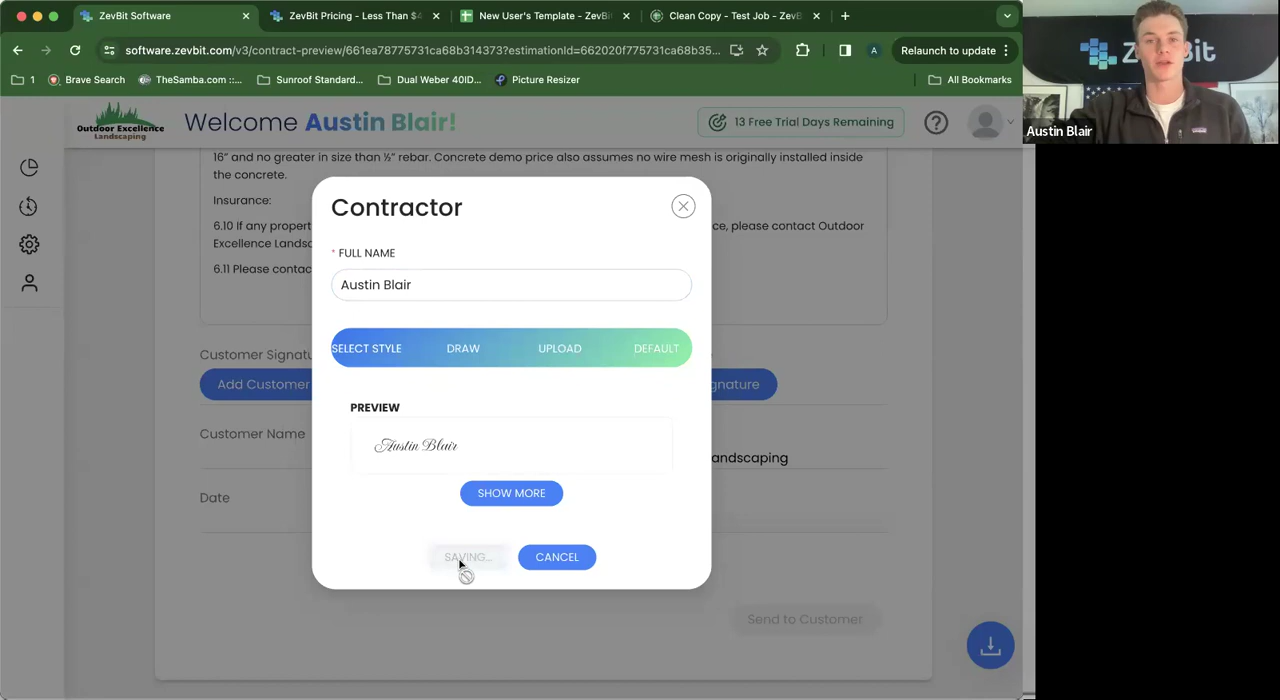 ZevBit Software
ZevBit Pricing - Less Than $4
New User's Template - ZevBi
Clean Copy - Test Job - ZevB
software.zevbit.com/v3/contract-preview/661ea78775731ca68b314373?estimationId=662020f775731ca68b35...
A
Relaunch to update
1
Brave Search
TheSamba.com ::...
Sunroof Standard...
Dual Weber 40ID...
Picture Resizer
All Bookmarks
Outdoor Excellence
Landscaping
Welcome Austin Blair!
13 Free Trial Days Remaining
?
16" and no greater in size than ½" rebar. Concrete demo price also assumes no wire mesh is originally installed inside
the concrete.
Insurance:
6.10 If any propert
ce, please contact Outdoor
Excellence Lands
6.11 Please contac
Customer Signatu
Add Customer
gnature
Customer Name
andscaping
Date
Send to Customer
Contractor
* FULL NAME
Austin Blair
SELECT STYLE
DRAW
UPLOAD
DEFAULT
PREVIEW
Austin Blair
SHOW MORE
SAVING...
CANCEL
Austin Blair